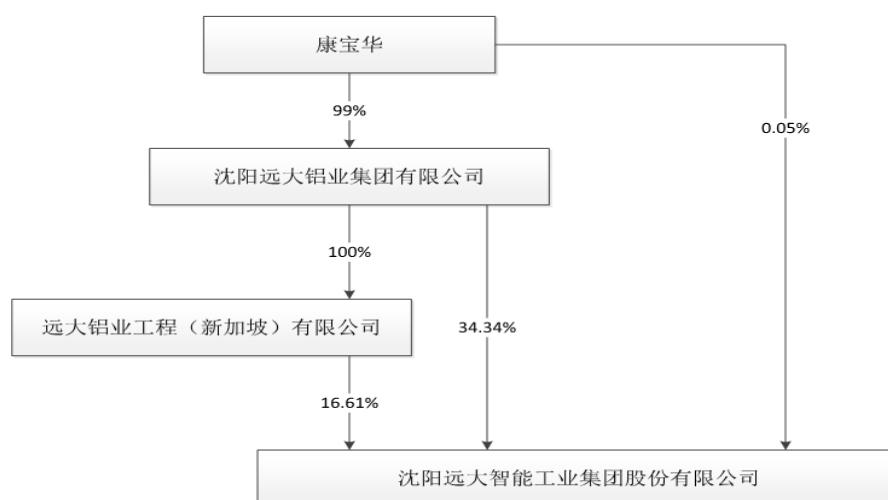 康宝华
99%
0.05%
沈阳远大铝业集团有限公司
100%
远大铝业工程（新加坡）有限公司
34.34%
16.61%
沈阳远大智能工业集团股份有限公司